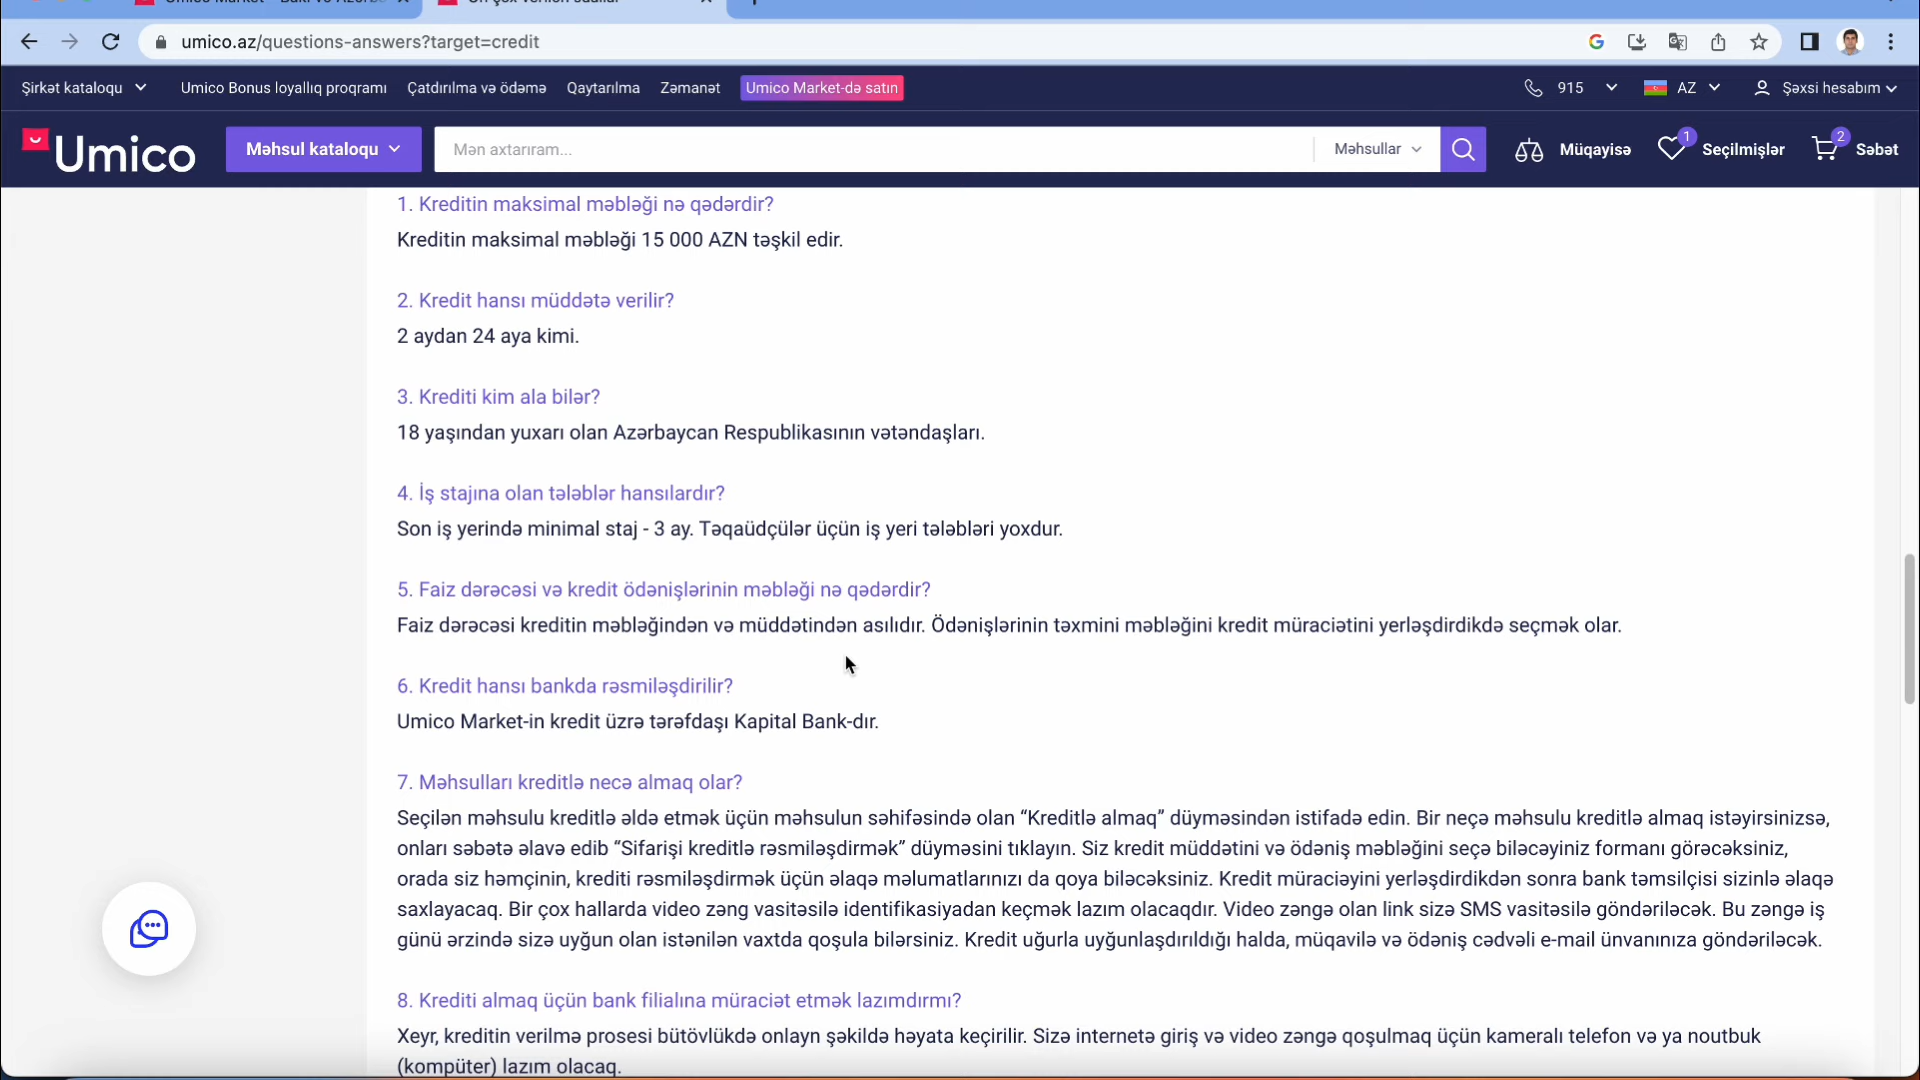 umico.az/questions-answers?target=credit
Şirkət kataloqu Umico Bonus loyallıq proqramı Çatdırılma və ödəmə Qaytarılma Zəmanət Umico Market-də satın 915 AZ Şəxsi hesabım
Umico Məhsul kataloqu Mən axtarıram... Məhsullar Müqayisə 1 Seçilmişlər 2 Səbət
1. Kreditin maksimal məbləği nə qədərdir?
Kreditin maksimal məbləği 15 000 AZN təşkil edir.
2. Kredit hansı müddətə verilir?
2 aydan 24 aya kimi.
3. Krediti kim ala bilər?
18 yaşından yuxarı olan Azərbaycan Respublikasının vətəndaşları.
4. İş stajına olan tələblər hansılardır?
Son iş yerində minimal staj - 3 ay. Təqaüdçülər üçün iş yeri tələbləri yoxdur.
5. Faiz dərəcəsi və kredit ödənişlərinin məbləği nə qədərdir?
Faiz dərəcəsi kreditin məbləğindən və müddətindən asılıdır. Ödənişlərinin təxmini məbləğini kredit müraciətini yerləşdirdikdə seçmək olar.
6. Kredit hansı bankda rəsmiləşdirilir?
Umico Market-in kredit üzrə tərəfdaşı Kapital Bank-dır.
7. Məhsulları kreditlə necə almaq olar?
Seçilən məhsulu kreditlə əldə etmək üçün məhsulun səhifəsində olan “Kreditlə almaq” düyməsindən istifadə edin. Bir neçə məhsulu kreditlə almaq istəyirsinizsə,
onları səbətə əlavə edib “Sifarişi kreditlə rəsmiləşdirmək” düyməsini tıklayın. Siz kredit müddətini və ödəniş məbləğini seçə biləcəyiniz formanı görəcəksiniz,
orada siz həmçinin, krediti rəsmiləşdirmək üçün əlaqə məlumatlarınızı da qoya biləcəksiniz. Kredit müraciəyini yerləşdirdikdən sonra bank təmsilçisi sizinlə əlaqə
saxlayacaq. Bir çox hallarda video zəng vasitəsilə identifikasiyadan keçmək lazım olacaqdır. Video zəngə olan link sizə SMS vasitəsilə göndəriləcək. Bu zəngə iş
günü ərzində sizə uyğun olan istənilən vaxtda qoşula bilərsiniz. Kredit uğurla uyğunlaşdırıldığı halda, müqavilə və ödəniş cədvəli e-mail ünvanınıza göndəriləcək.
8. Krediti almaq üçün bank filialına müraciət etmək lazımdırmı?
Xeyr, kreditin verilmə prosesi bütövlükdə onlayn şəkildə həyata keçirilir. Sizə internetə giriş və video zəngə qoşulmaq üçün kameralı telefon və ya noutbuk
(kompüter) lazım olacaq.